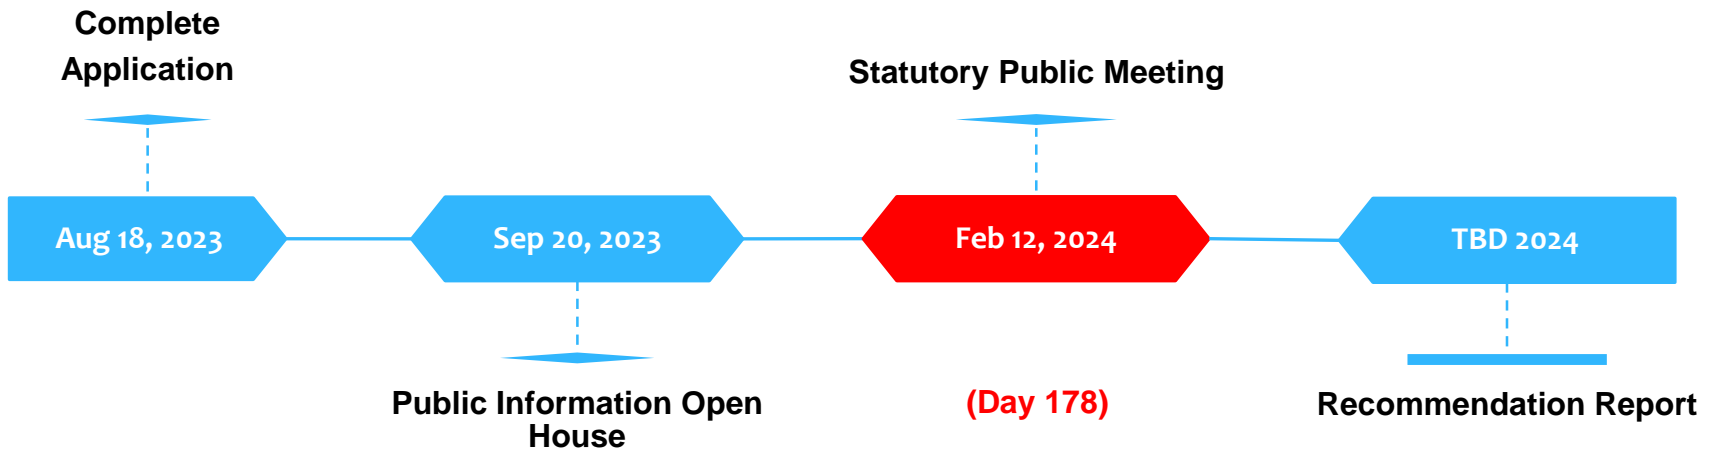 Complete
Application
Statutory Public Meeting
Aug 18, 2023
Sep 20, 2023
Feb 12, 2024
TBD 2024
Public Information Open
House
(Day 178)
Recommendation Report